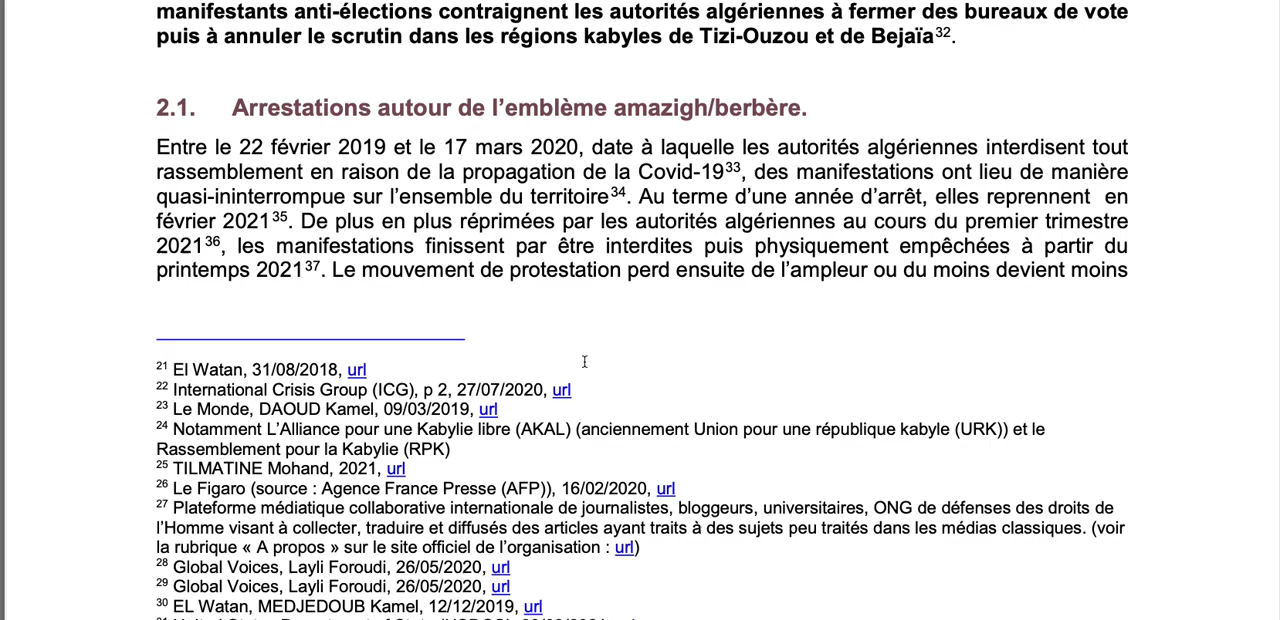 manifestants anti-élections contraignent les autorités algériennes à fermer des bureaux de vote
puis à annuler le scrutin dans les régions kabyles de Tizi-Ouzou et de Bejaïa32.
2.1. Arrestations autour de l’emblème amazigh/berbère.
Entre le 22 février 2019 et le 17 mars 2020, date à laquelle les autorités algériennes interdisent tout
rassemblement en raison de la propagation de la Covid-1933, des manifestations ont lieu de manière
quasi-ininterrompue sur l’ensemble du territoire34. Au terme d’une année d’arrêt, elles reprennent en
février 202135. De plus en plus réprimées par les autorités algériennes au cours du premier trimestre
202136, les manifestations finissent par être interdites puis physiquement empêchées à partir du
printemps 202137. Le mouvement de protestation perd ensuite de l’ampleur ou du moins devient moins
21 El Watan, 31/08/2018, url
22 International Crisis Group (ICG), p 2, 27/07/2020, url
23 Le Monde, DAOUD Kamel, 09/03/2019, url
24 Notamment L’Alliance pour une Kabylie libre (AKAL) (anciennement Union pour une république kabyle (URK)) et le
Rassemblement pour la Kabylie (RPK)
25 TILMATINE Mohand, 2021, url
26 Le Figaro (source : Agence France Presse (AFP)), 16/02/2020, url
27 Plateforme médiatique collaborative internationale de journalistes, bloggeurs, universitaires, ONG de défenses des droits de
l’Homme visant à collecter, traduire et diffusés des articles ayant traits à des sujets peu traités dans les médias classiques. (voir
la rubrique « A propos » sur le site officiel de l’organisation : url)
28 Global Voices, Layli Foroudi, 26/05/2020, url
29 Global Voices, Layli Foroudi, 26/05/2020, url
30 EL Watan, MEDJEDOUB Kamel, 12/12/2019, url